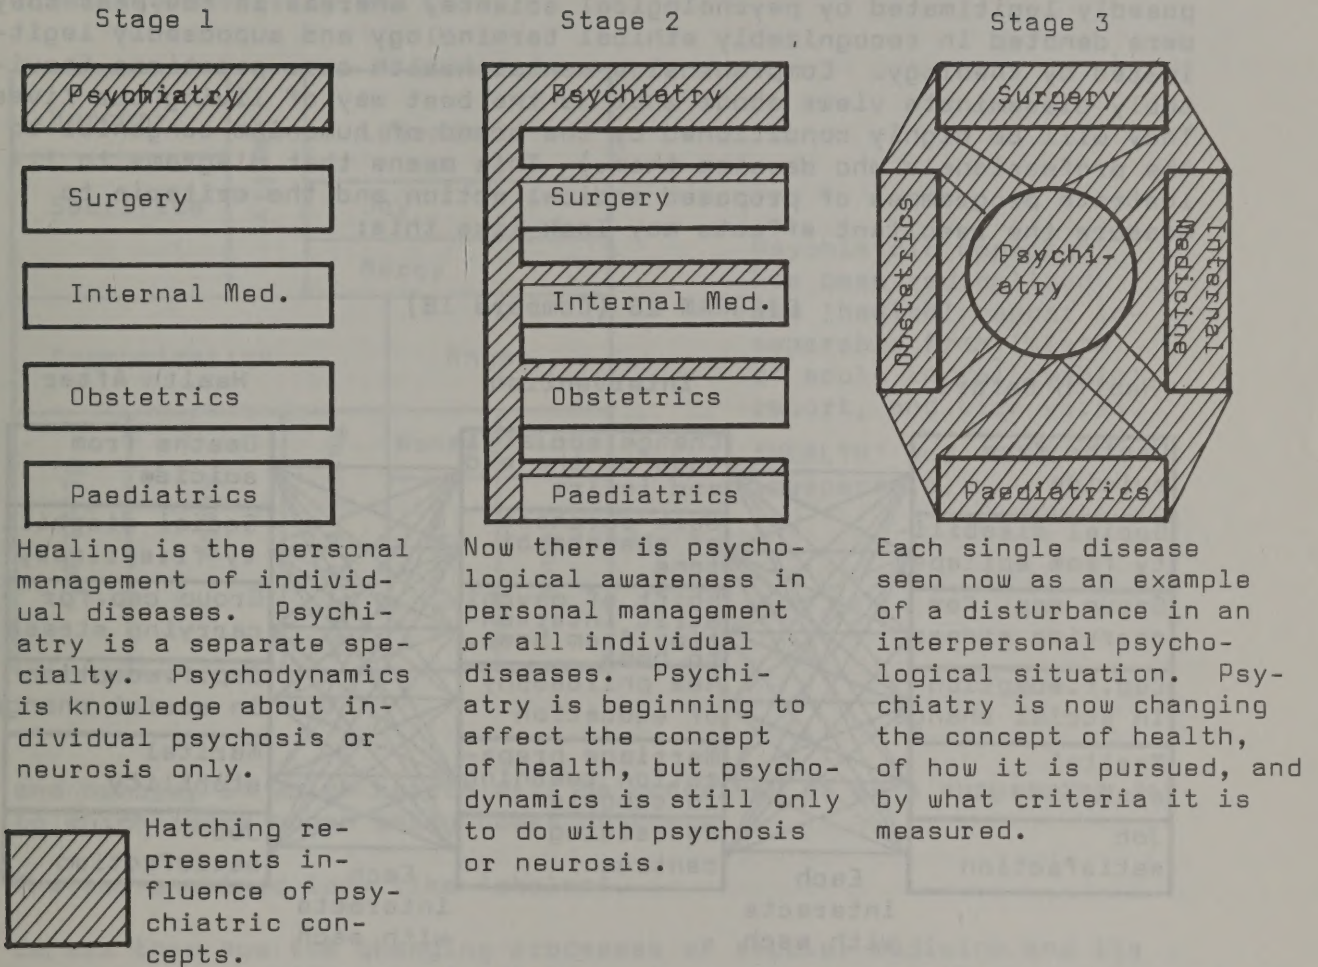 Stage 1
Psychiatry
Surgery
Internal Med.
Obstetrics
Paediatrics
Healing is the personal
management of individ-
ual diseases. Psychi-
atry is a separate spe-
cialty. Psychodynamics
is knowledge about in-
dividual psychosis or
neurosis only.
Hatching re-
presents in-
fluence of psy-
chiatric con-
cepts.
Stage 2
Psychiatry
Surgery
Internal Med.
Obstetrics
Paediatrics
Now there is psycho-
logical awareness in
personal management
of all individual
diseases. Psychi-
atry is beginning to
affect the concept
of health, but psycho-
dynamics is still only
to do with psychosis
or neurosis.
Stage 3
Surgery
Obstetrics
Psychi-
atry
Internal
Medicine
Paediatrics
Each single disease
seen now as an example
of a disturbance in an
interpersonal psycho-
logical situation. Psy-
chiatry is now changing
the concept of health,
of how it is pursued, and
by what criteria it is
measured.